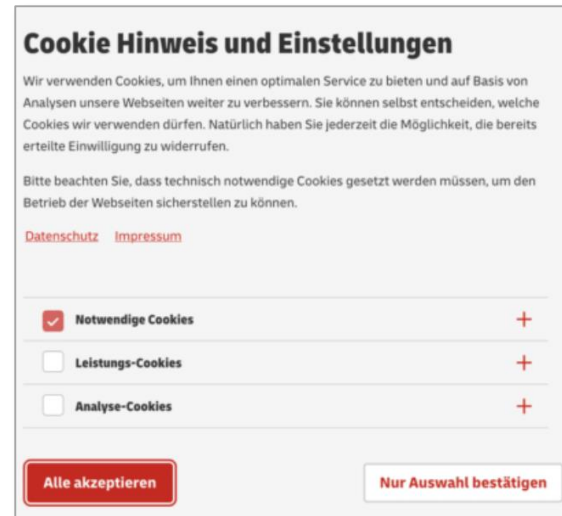 Cookie Hinweis und Einstellungen
Wir verwenden Cookies, um Ihnen einen optimalen Service zu bieten und auf Basis von
Analysen unsere Webseiten weiter zu verbessern. Sie können selbst entscheiden, welche
Cookies wir verwenden dürfen. Natürlich haben Sie jederzeit die Möglichkeit, die bereits
erteilte Einwilligung zu widerrufen.
Bitte beachten Sie, dass technisch notwendige Cookies gesetzt werden müssen, um den
Betrieb der Webseiten sicherstellen zu können.
Datenschutz Impressum
Notwendige Cookies
Leistungs-Cookies
Analyse-Cookies
Alle akzeptieren Nur Auswahl bestätigen